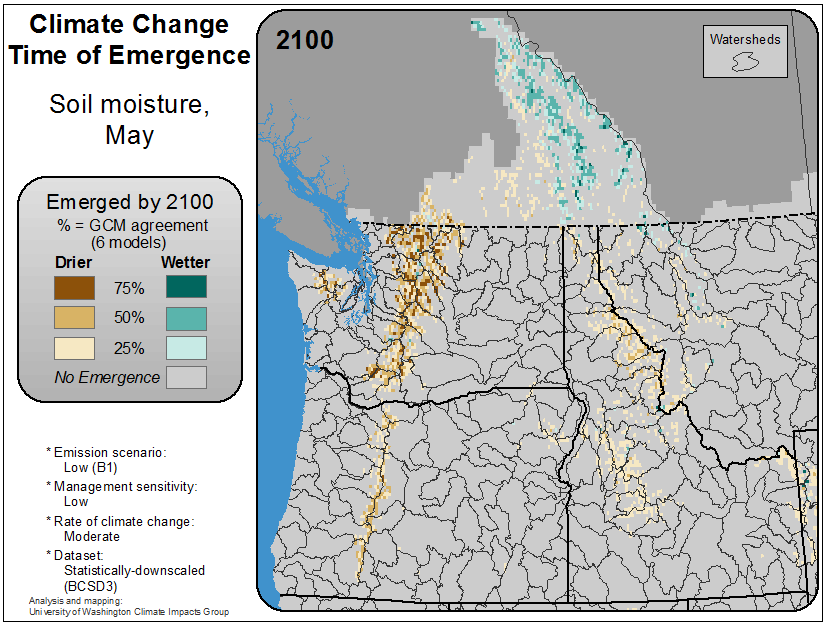 Climate Change
Time of Emergence
Soil moisture,
May
Emerged by 2100
% = GCM agreement
(6 models)
Drier Wetter
75%
50%
25%
No Emergence
* Emission scenario:
Low (B1)
* Management sensitivity:
Low
* Rate of climate change:
Moderate
* Dataset:
Statistically-downscaled
(BCSD3)
Analysis and mapping:
University of Washington Climate Impacts Group
2100
Watersheds